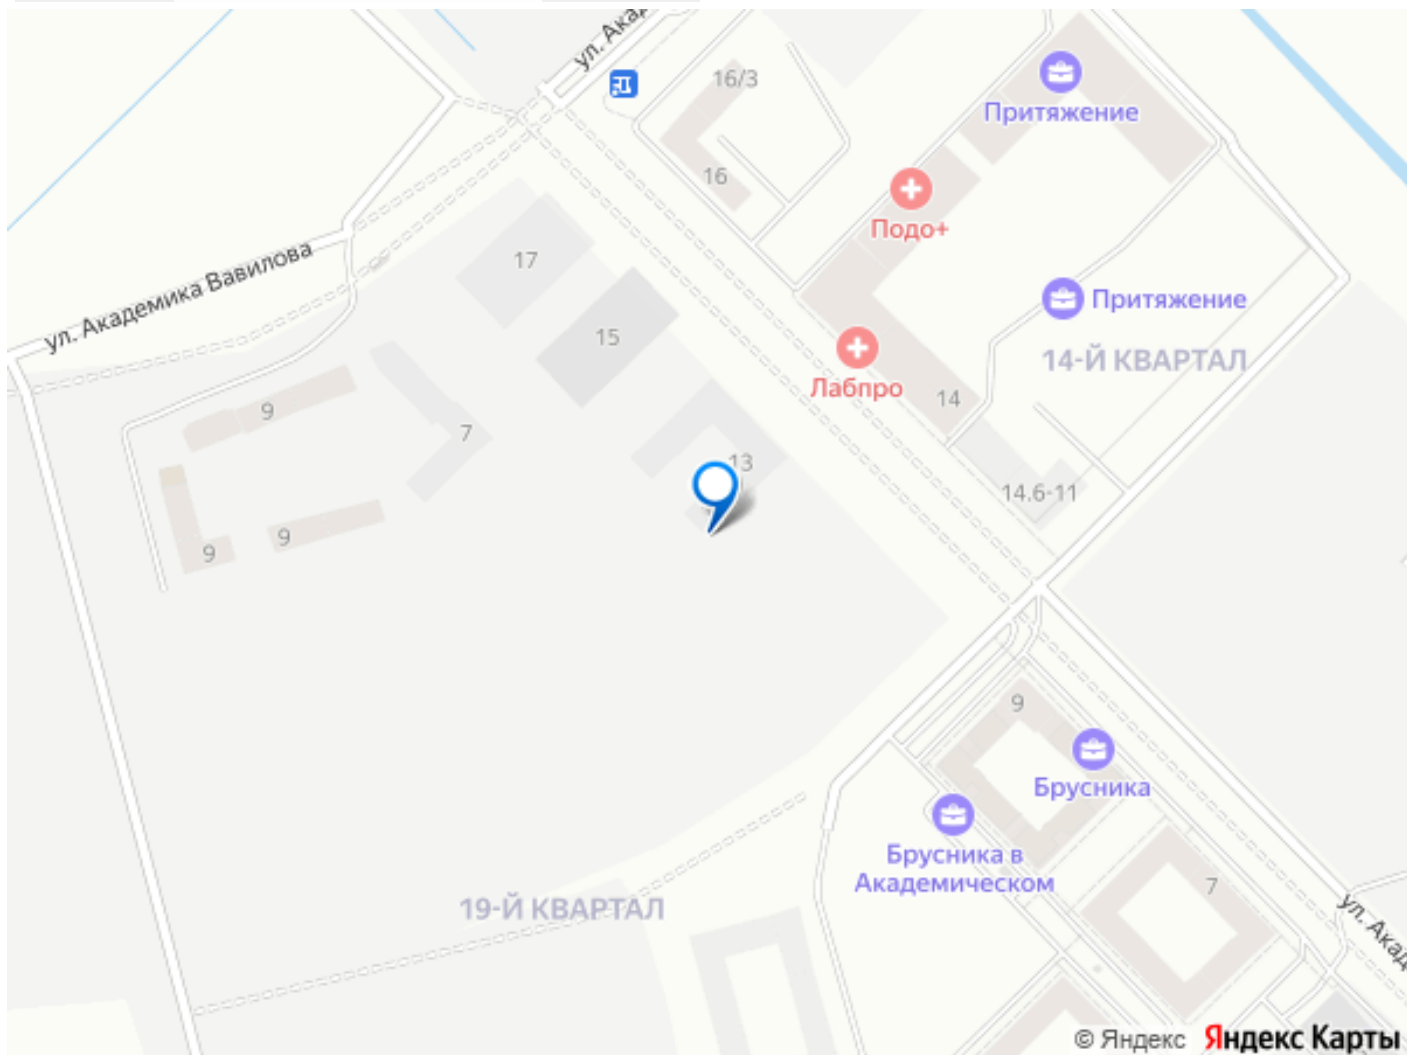 ул. Акад
16/3
Притяжение
16
Подо+
17
ул. Академика Вавилова
15
Притяжение
14-Й КВАРТАЛ
Лабпро
14
9
7
13
14.6-11
9
9
9
Брусника
Брусника в
Академическом
7
19-Й КВАРТАЛ
ул. Акад
© Яндекс Яндекс Карты